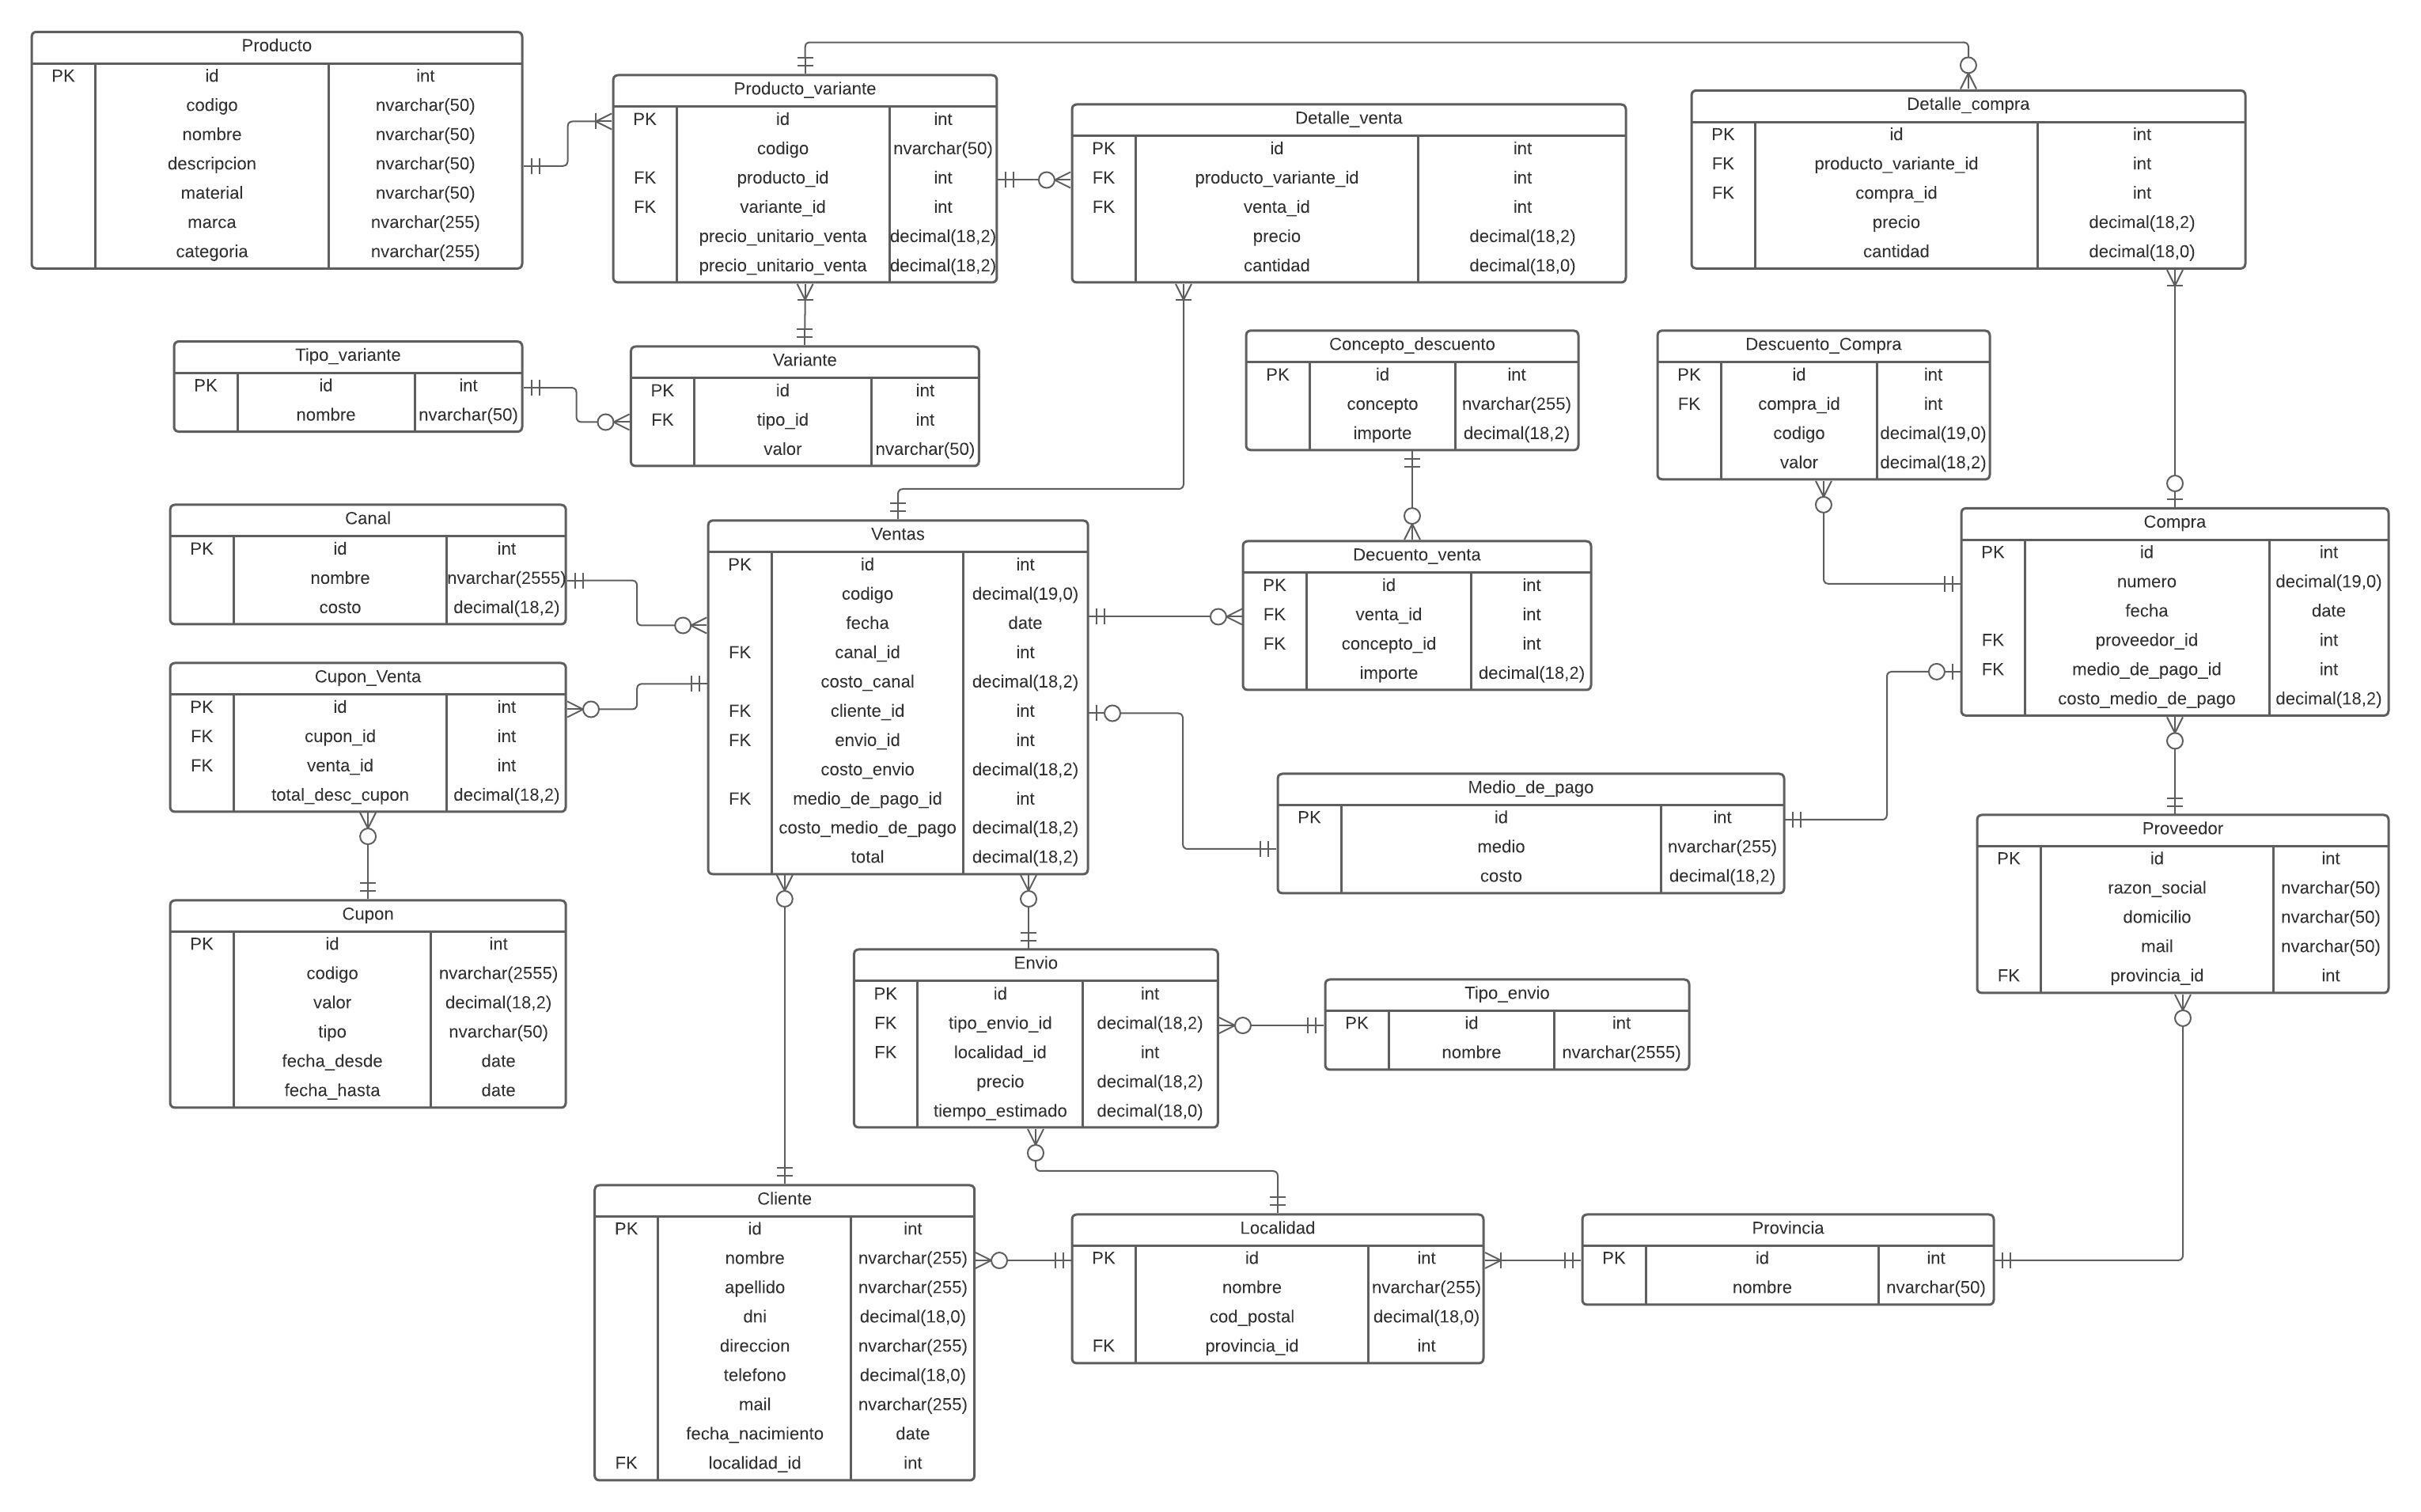 Producto
PK id int
codigo nvarchar(50)
nombre nvarchar(50)
descripcion nvarchar(50)
material nvarchar(50)
marca nvarchar(255)
categoria nvarchar(255)
Producto_variante
PK id int
codigo nvarchar(50)
FK producto_id int
FK variante_id int
precio_unitario_venta decimal(18,2)
precio_unitario_venta decimal(18,2)
Detalle_venta
PK id int
FK producto_variante_id int
FK venta_id int
precio decimal(18,2)
cantidad decimal(18,0)
Detalle_compra
PK id int
FK producto_variante_id int
FK compra_id int
precio decimal(18,2)
cantidad decimal(18,0)
Tipo_variante
PK id int
nombre nvarchar(50)
Variante
PK id int
FK tipo_id int
valor nvarchar(50)
Concepto_descuento
PK id int
concepto nvarchar(255)
importe decimal(18,2)
Descuento_Compra
PK id int
FK compra_id int
codigo decimal(19,0)
valor decimal(18,2)
Canal
PK id int
nombre nvarchar(2555)
costo decimal(18,2)
Ventas
PK id int
codigo decimal(19,0)
fecha date
FK canal_id int
costo_canal decimal(18,2)
FK cliente_id int
FK envio_id int
costo_envio decimal(18,2)
FK medio_de_pago_id int
costo_medio_de_pago decimal(18,2)
total decimal(18,2)
Decuento_venta
PK id int
FK venta_id int
FK concepto_id int
importe decimal(18,2)
Compra
PK id int
numero decimal(19,0)
fecha date
FK proveedor_id int
FK medio_de_pago_id int
costo_medio_de_pago decimal(18,2)
Cupon_Venta
PK id int
FK cupon_id int
FK venta_id int
total_desc_cupon decimal(18,2)
Medio_de_pago
PK id int
medio nvarchar(255)
costo decimal(18,2)
Proveedor
PK id int
razon_social nvarchar(50)
domicilio nvarchar(50)
mail nvarchar(50)
FK provincia_id int
Cupon
PK id int
codigo nvarchar(2555)
valor decimal(18,2)
tipo nvarchar(50)
fecha_desde date
fecha_hasta date
Envio
PK id int
FK tipo_envio_id decimal(18,2)
FK localidad_id int
precio decimal(18,2)
tiempo_estimado decimal(18,0)
Tipo_envio
PK id int
nombre nvarchar(2555)
Cliente
PK id int
nombre nvarchar(255)
apellido nvarchar(255)
dni decimal(18,0)
direccion nvarchar(255)
telefono decimal(18,0)
mail nvarchar(255)
fecha_nacimiento date
FK localidad_id int
Localidad
PK id int
nombre nvarchar(255)
cod_postal decimal(18,0)
FK provincia_id int
Provincia
PK id int
nombre nvarchar(50)